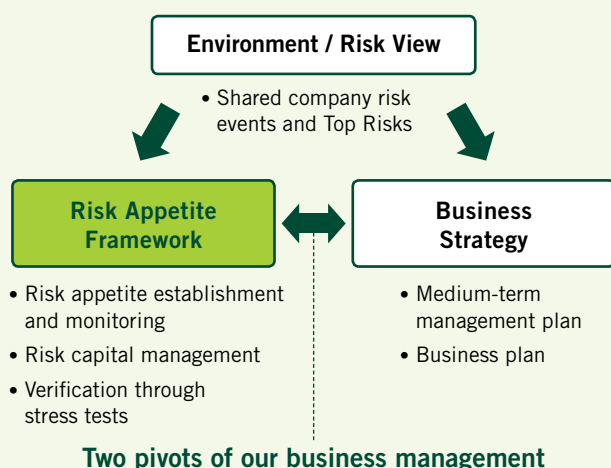 Environment / Risk View
• Shared company risk
events and Top Risks
Risk Appetite
Framework
Business
Strategy
• Risk appetite establishment
and monitoring
• Risk capital management
• Verification through
stress tests
• Medium-term
management plan
• Business plan
Two pivots of our business management